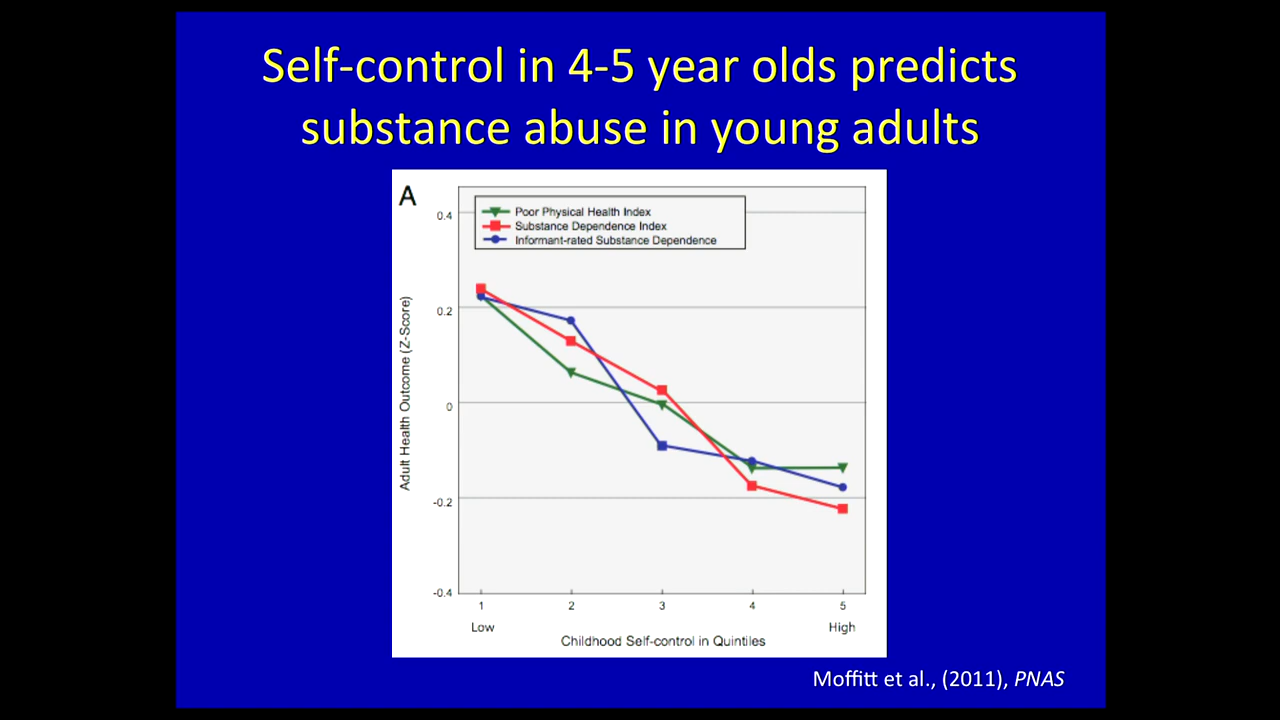 Self-control in 4-5 year olds predicts
substance abuse in young adults
A
Poor Physical Health Index
Substance Dependence Index
Informant-rated Substance Dependence
Adult Health Outcome (Z-Score)
0.4
0.2
0
-0.2
-0.4
1 2 3 4 5
Low High
Childhood Self-control in Quintiles
Moffitt et al., (2011), PNAS